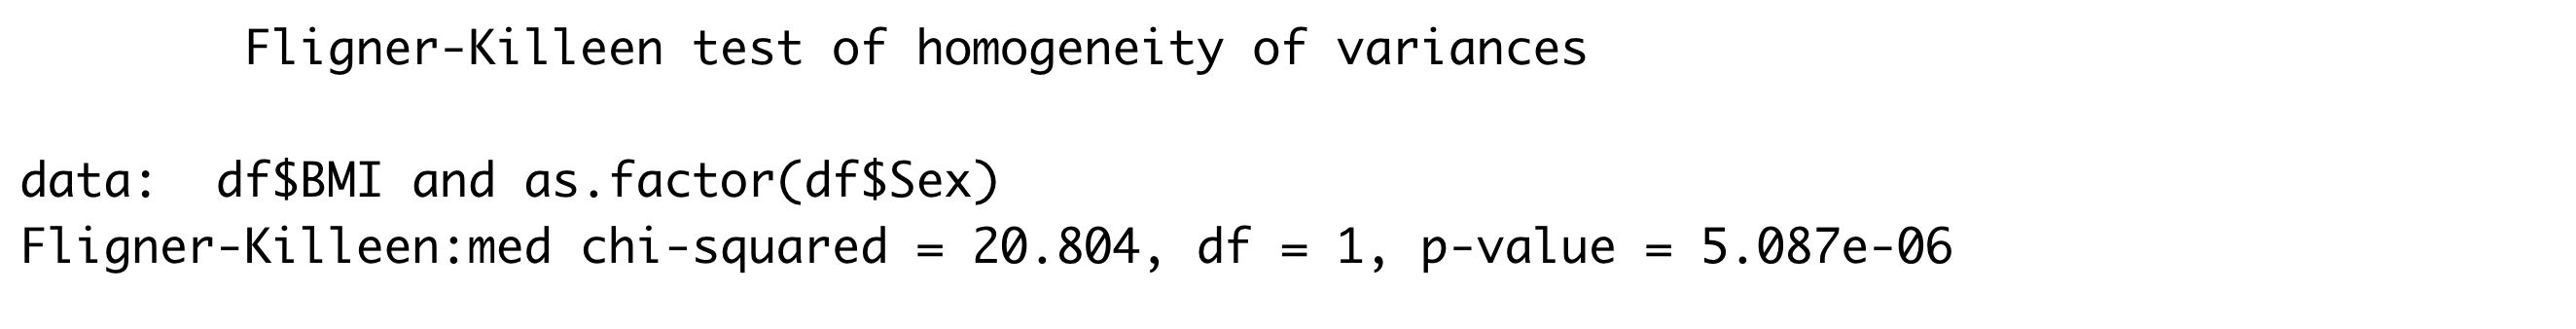 Fligner-Killeen test of homogeneity of variances
data:  df$BMI and as.factor(df$Sex)
Fligner-Killeen:med chi-squared = 20.804, df = 1, p-value = 5.087e-06